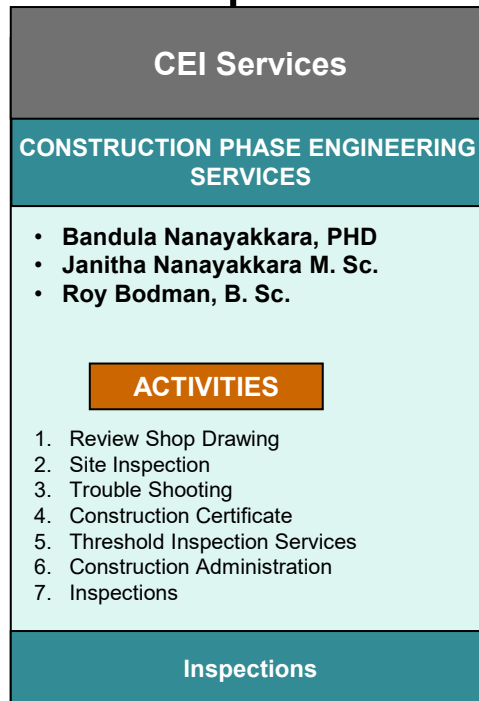 CEI Services
CONSTRUCTION PHASE ENGINEERING
SERVICES
• Bandula Nanayakkara, PHD
• Janitha Nanayakkara M. Sc.
• Roy Bodman, B. Sc.
ACTIVITIES
1. Review Shop Drawing
2. Site Inspection
3. Trouble Shooting
4. Construction Certificate
5. Threshold Inspection Services
6. Construction Administration
7. Inspections
Inspections